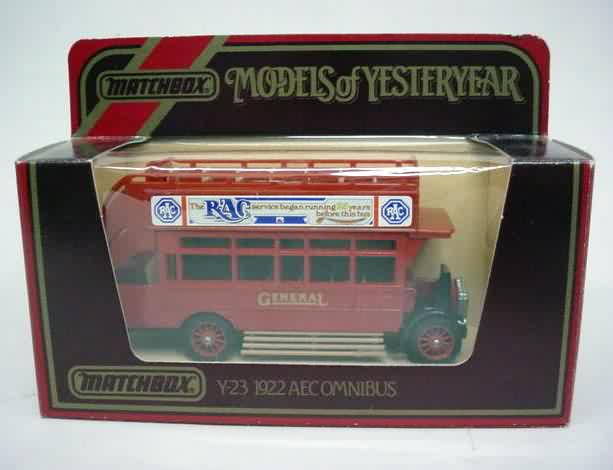 MATCHBOX
MODELS of YESTERYEAR
The RAC service began running 25 years
before this bus
RAC
GENERAL
MATCHBOX
Y-23 1922 AEC OMNIBUS